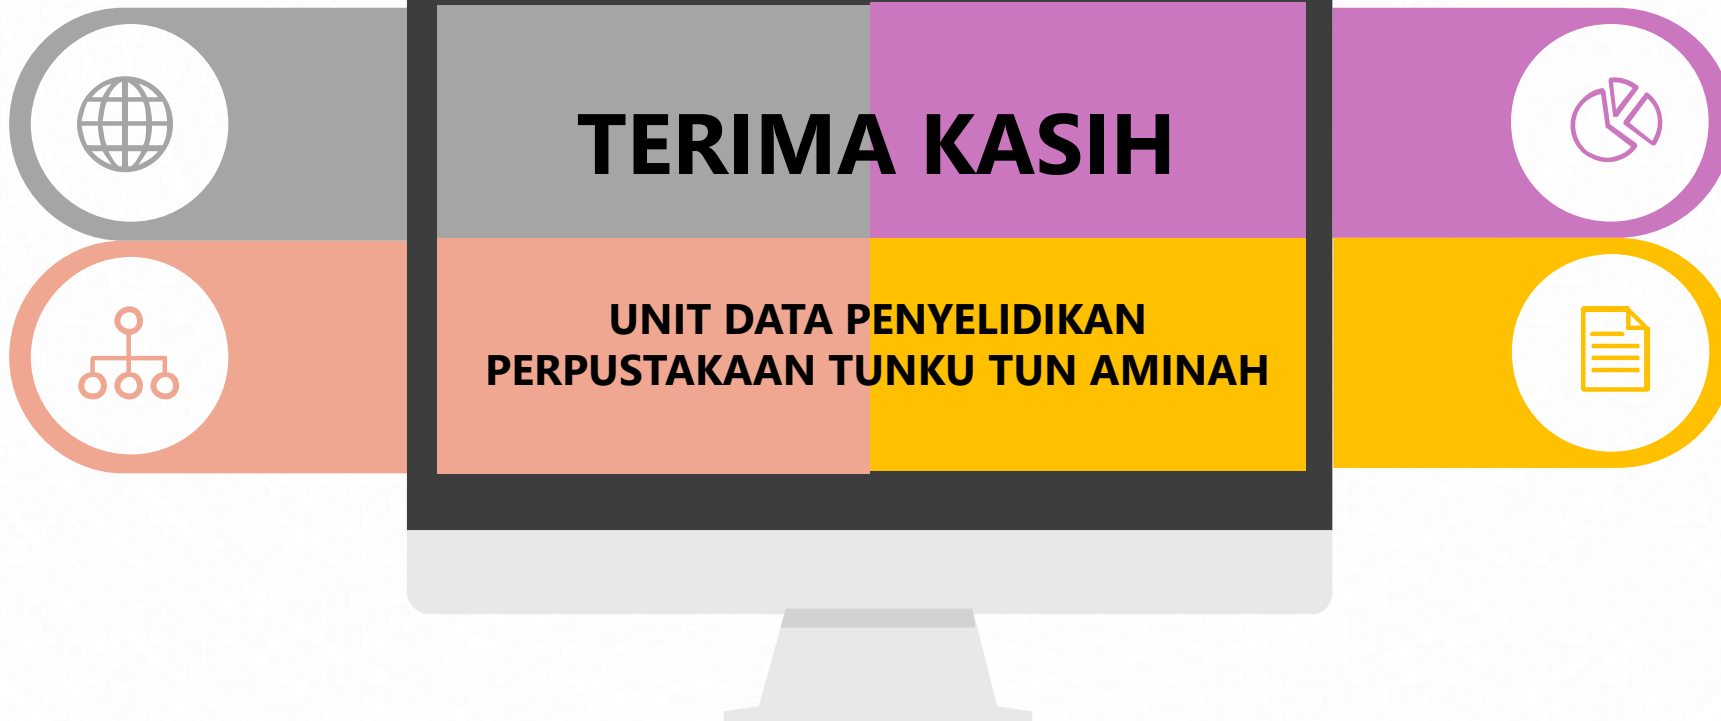 TERIMA KASIH
UNIT DATA PENYELIDIKAN
PERPUSTAKAAN TUNKU TUN AMINAH